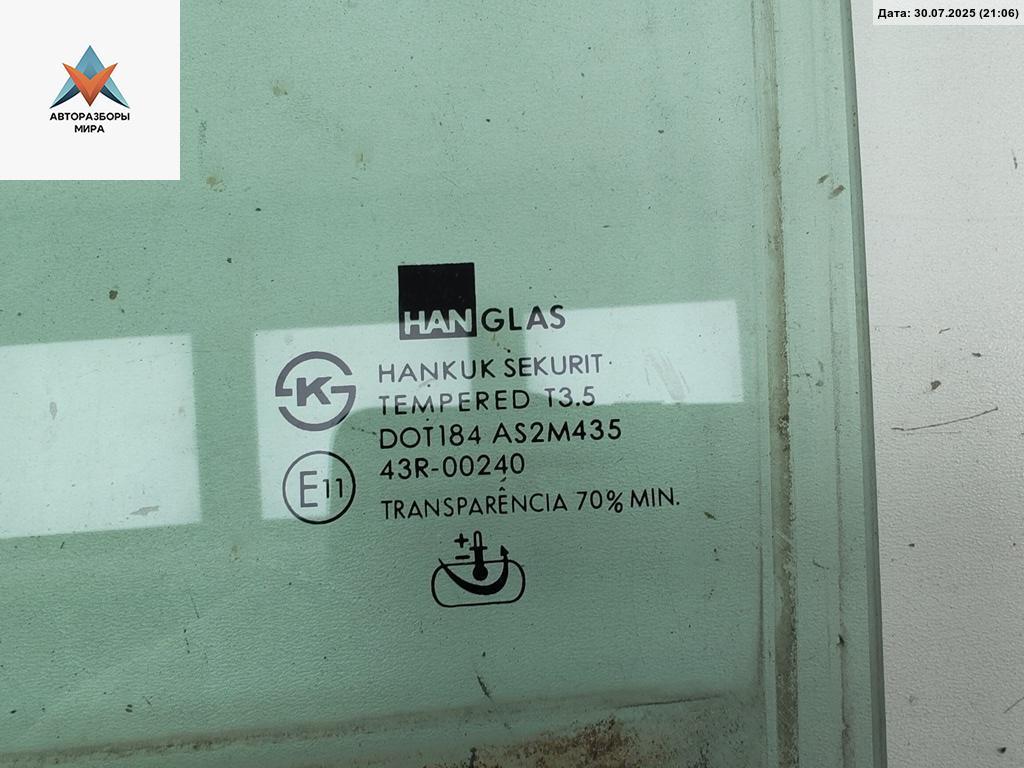 Дата: 30.07.2025 (21:06)
АВТОРАЗБОРЫ
МИРА
HANGLAS
K
HANKUK SEKURIT
TEMPERED T3.5
DOT184 AS2M435
43R-00240
E11
TRANSPARÊNCIA 70% MIN.